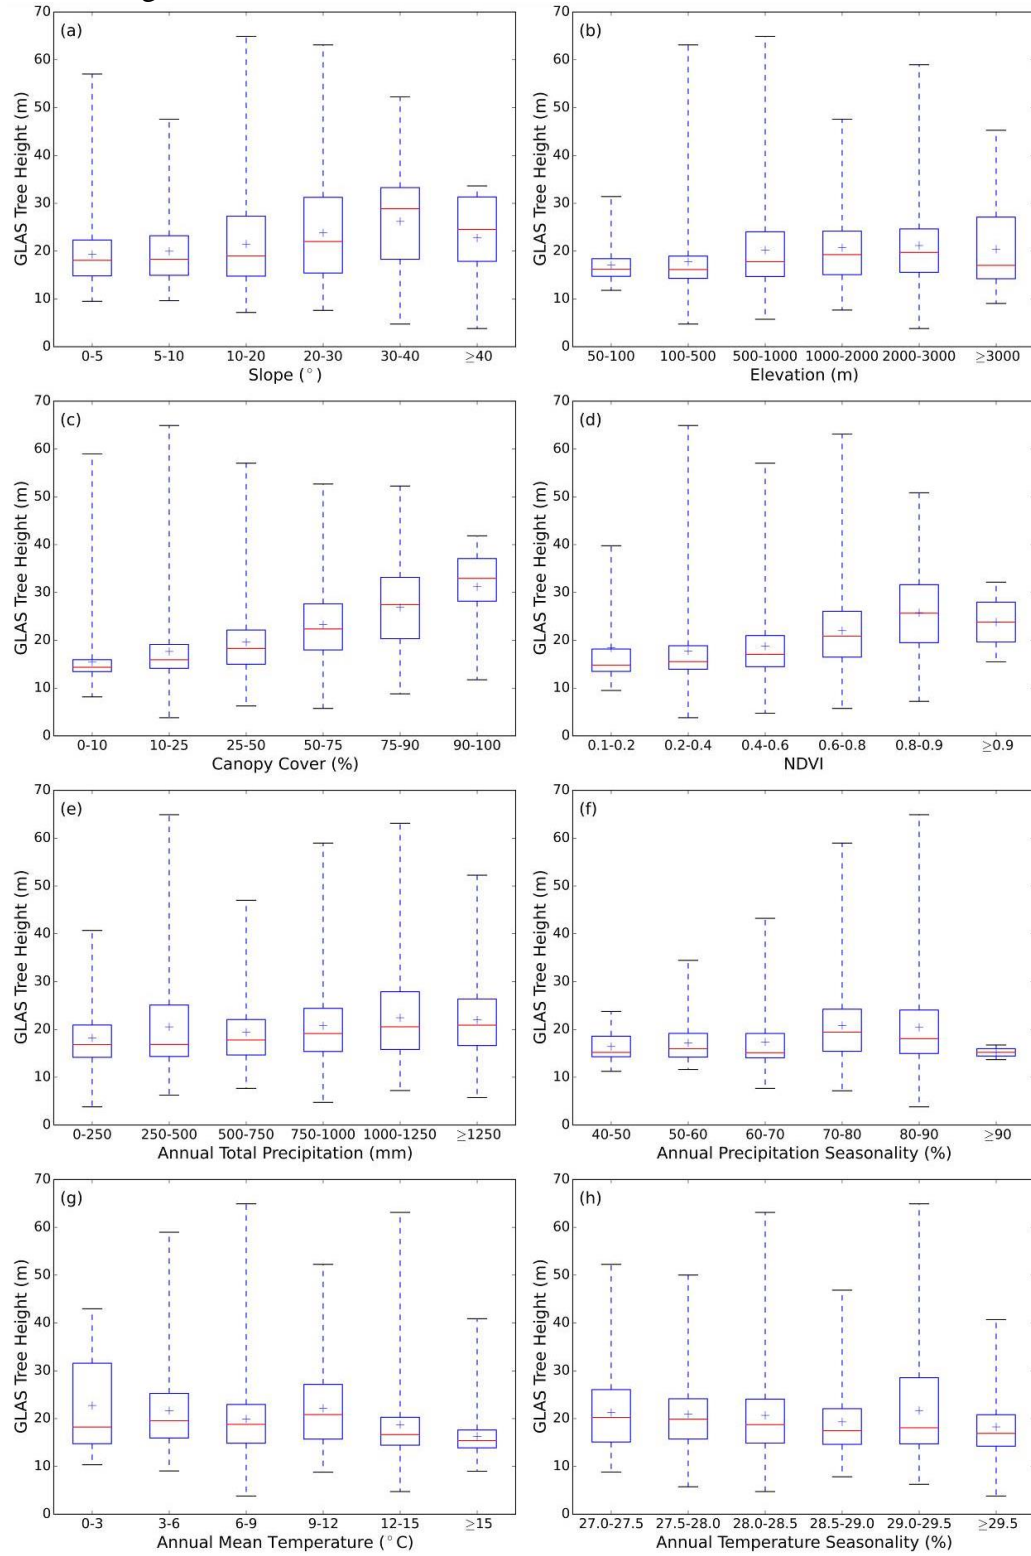 (a)
GLAS Tree Height (m)
70
60
50
40
30
20
10
0
0-5 5-10 10-20 20-30 30-40 ≥40
Slope (°)
(b)
GLAS Tree Height (m)
70
60
50
40
30
20
10
0
50-100 100-500 500-1000 1000-2000 2000-3000 ≥3000
Elevation (m)
(c)
GLAS Tree Height (m)
70
60
50
40
30
20
10
0
0-10 10-25 25-50 50-75 75-90 90-100
Canopy Cover (%)
(d)
GLAS Tree Height (m)
70
60
50
40
30
20
10
0
0.1-0.2 0.2-0.4 0.4-0.6 0.6-0.8 0.8-0.9 ≥0.9
NDVI
(e)
GLAS Tree Height (m)
70
60
50
40
30
20
10
0
0-250 250-500 500-750 750-1000 1000-1250 ≥1250
Annual Total Precipitation (mm)
(f)
GLAS Tree Height (m)
70
60
50
40
30
20
10
0
40-50 50-60 60-70 70-80 80-90 ≥90
Annual Precipitation Seasonality (%)
(g)
GLAS Tree Height (m)
70
60
50
40
30
20
10
0
0-3 3-6 6-9 9-12 12-15 ≥15
Annual Mean Temperature (°C)
(h)
GLAS Tree Height (m)
70
60
50
40
30
20
10
0
27.0-27.5 27.5-28.0 28.0-28.5 28.5-29.0 29.0-29.5 ≥29.5
Annual Temperature Seasonality (%)